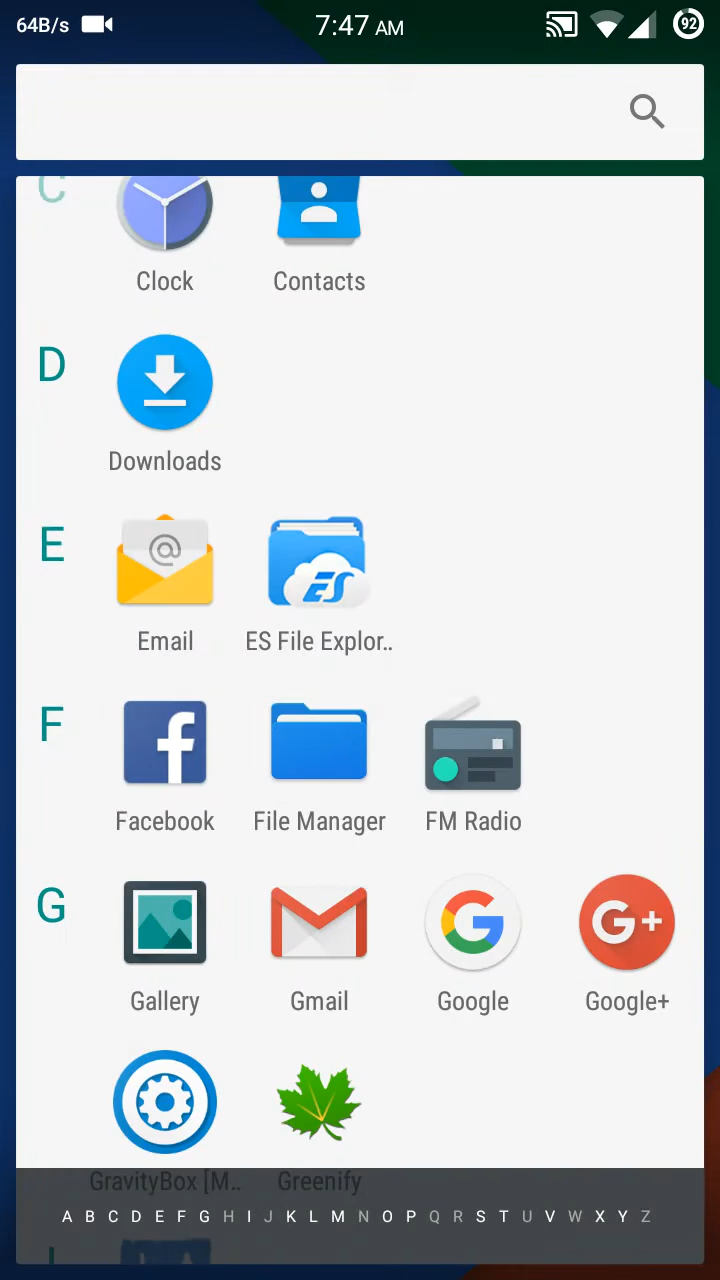 64B/s 7:47 AM 92
C
Clock Contacts
D
Downloads
E
@ ES
Email ES File Explor..
F
f
Facebook File Manager FM Radio
G
G G+
Gallery Gmail Google Google+
GravityBox [M.. Greenify
A B C D E F G H I J K L M N O P Q R S T U V W X Y Z